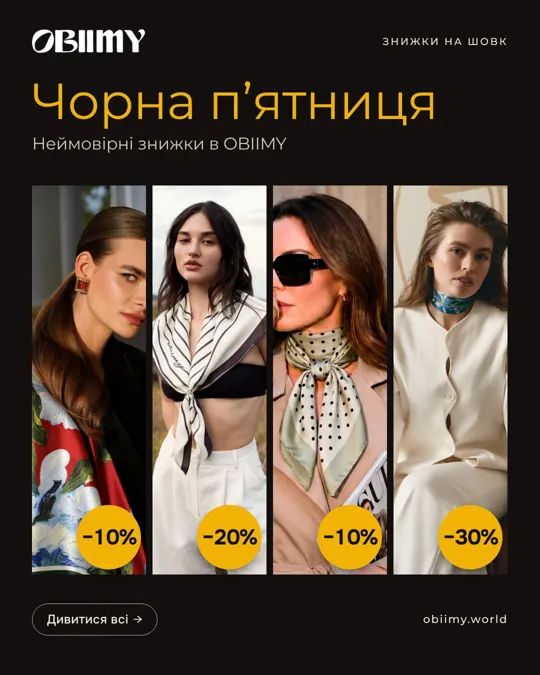 OBIIMY
ЗНИЖКИ НА ШОВК
Чорна п’ятниця
Неймовірні знижки в OBIIMY
-10%
-20%
-10%
-30%
Дивитися всі →
obiimy.world